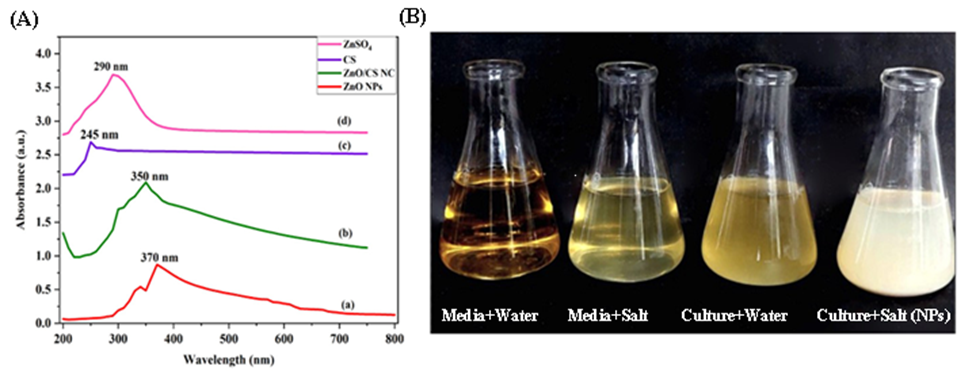 (A)
(B)
ZnSO₄
CS
ZnO/CS NC
ZnO NPs
4.0
3.5
3.0
2.5
2.0
1.5
1.0
0.5
0.0
Absorbance (a.u.)
290 nm
(d)
245 nm
(c)
350 nm
(b)
370 nm
(a)
200 300 400 500 600 700 800
Wavelength (nm)
Media+Water Media+Salt Culture+Water Culture+Salt (NPs)